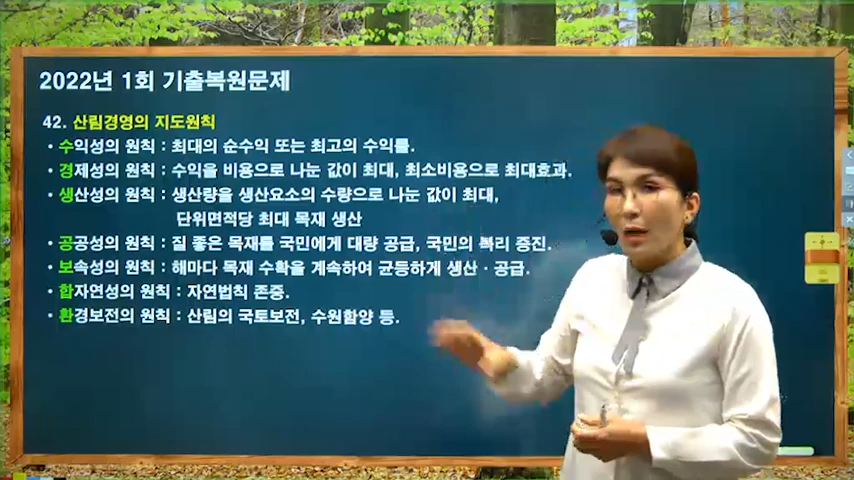 2022년 1회 기출복원문제
42. 산림경영의 지도원칙
• 수익성의 원칙 : 최대의 순수익 또는 최고의 수익률.
• 경제성의 원칙 : 수익을 비용으로 나눈 값이 최대, 최소비용으로 최대효과.
• 생산성의 원칙 : 생산량을 생산요소의 수량으로 나눈 값이 최대,
단위면적당 최대 목재 생산
• 공공성의 원칙 : 질 좋은 목재를 국민에게 대량 공급, 국민의 복리 증진.
• 보속성의 원칙 : 해마다 목재 수확을 계속하여 균등하게 생산 · 공급.
• 합자연성의 원칙 : 자연법칙 존중.
• 환경보전의 원칙 : 산림의 국토보전, 수원함양 등.